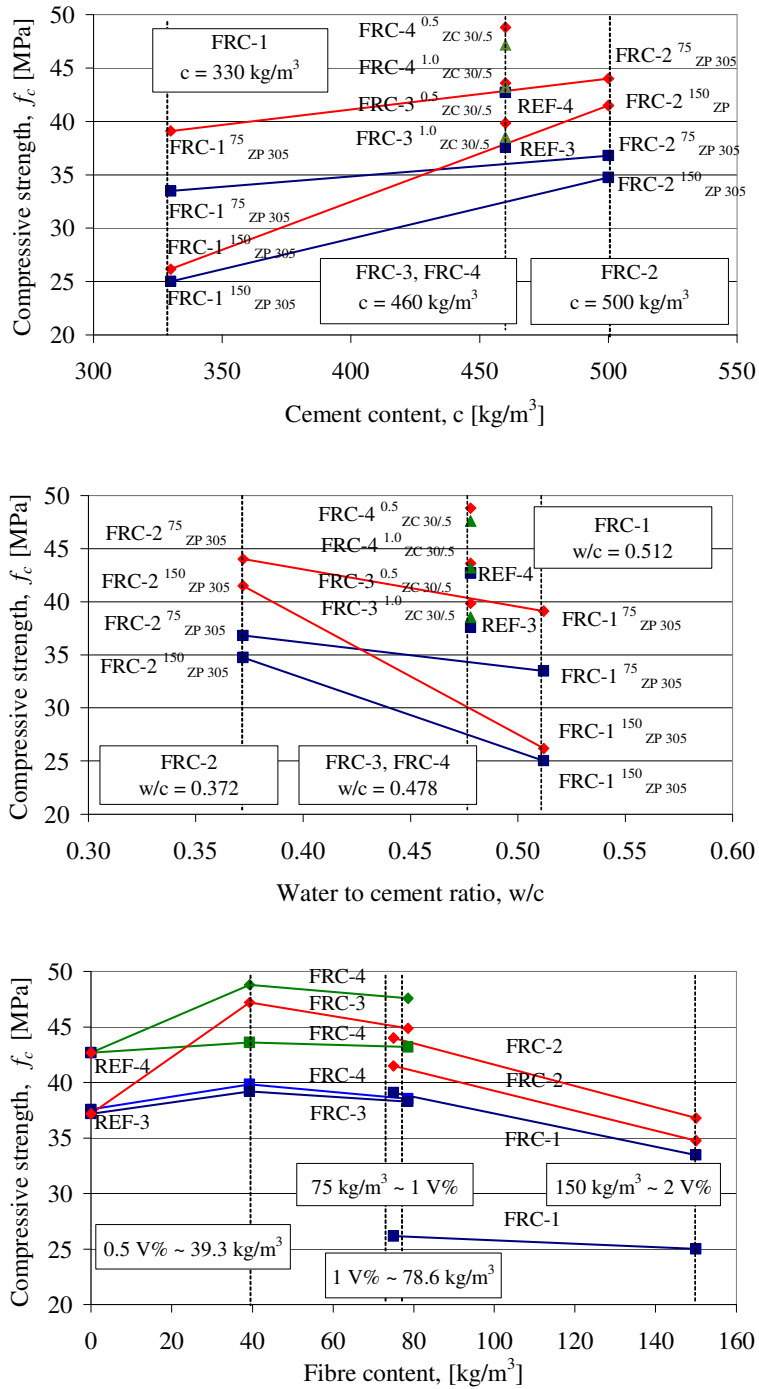 Compressive strength, f_c [MPa]
50
45
40
35
30
25
20
FRC-1
c = 330 kg/m³
FRC-4 0.5 ZC 30/.5
FRC-4 1.0 ZC 30/.5
FRC-3 0.5 ZC 30/.5
FRC-3 1.0 ZC 30/.5
REF-4
REF-3
FRC-2 75 ZP 305
FRC-2 150 ZP
FRC-2 75 ZP 305
FRC-2 150 ZP 305
FRC-1 75 ZP 305
FRC-1 75 ZP 305
FRC-1 150 ZP 305
FRC-1 150 ZP 305
FRC-3, FRC-4
c = 460 kg/m³
FRC-2
c = 500 kg/m³
300 350 400 450 500 550
Cement content, c [kg/m³]
Compressive strength, f_c [MPa]
50
45
40
35
30
25
20
FRC-2 75 ZP 305
FRC-2 150 ZP 305
FRC-2 75 ZP 305
FRC-2 150 ZP 305
FRC-4 0.5 ZC 30/.5
FRC-4 1.0 ZC 30/.5
FRC-3 0.5 ZC 30/.5
FRC-3 1.0 ZC 30/.5
REF-4
REF-3
FRC-1
w/c = 0.512
FRC-1 75 ZP 305
FRC-1 75 ZP 305
FRC-1 150 ZP 305
FRC-1 150 ZP 305
FRC-2
w/c = 0.372
FRC-3, FRC-4
w/c = 0.478
0.30 0.35 0.40 0.45 0.50 0.55 0.60
Water to cement ratio, w/c
Compressive strength, f_c [MPa]
50
45
40
35
30
25
20
FRC-4
FRC-3
FRC-4
REF-4
FRC-2
FRC-4
FRC-2
REF-3
FRC-3
FRC-1
75 kg/m³ ~ 1 V%
150 kg/m³ ~ 2 V%
FRC-1
0.5 V% ~ 39.3 kg/m³
1 V% ~78.6 kg/m³
0 20 40 60 80 100 120 140 160
Fibre content, [kg/m³]